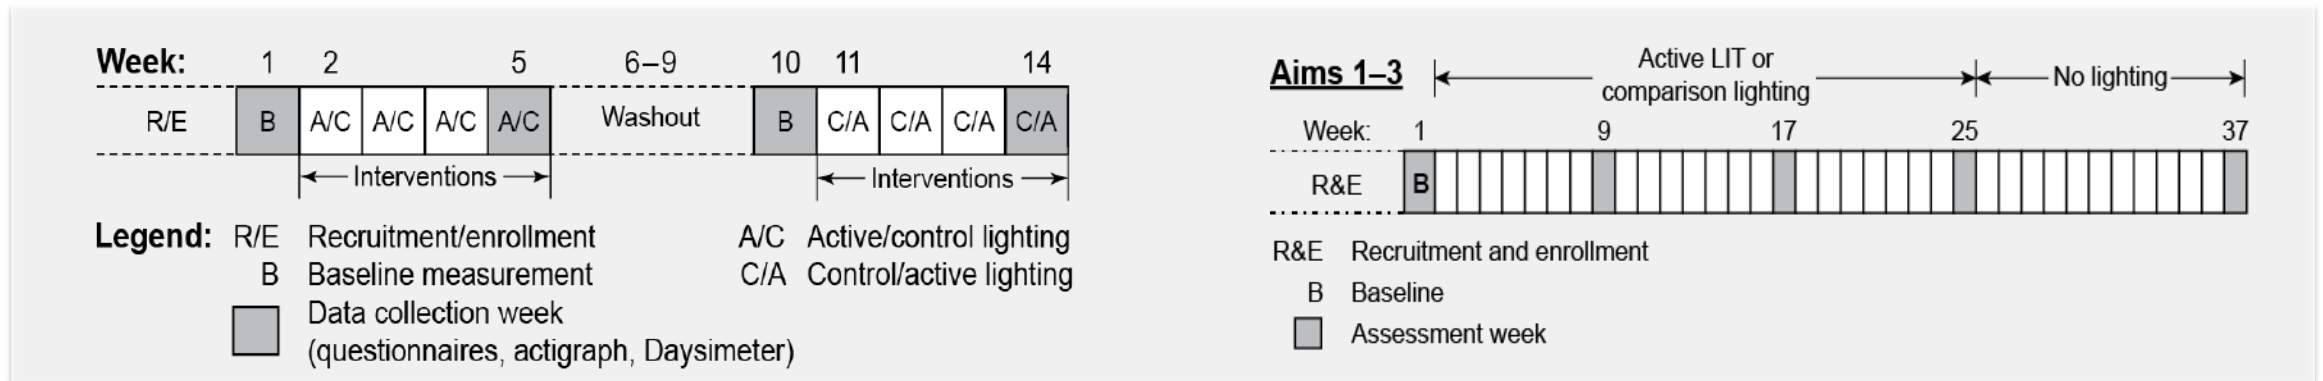 Week: 1 2 5 6–9 10 11 14
R/E B A/C A/C A/C A/C Washout B C/A C/A C/A C/A
Interventions Interventions
Legend: R/E Recruitment/enrollment A/C Active/control lighting
B Baseline measurement C/A Control/active lighting
Data collection week
(questionnaires, actigraph, Daysimeter)
Aims 1–3
Active LIT or
comparison lighting
No lighting
Week: 1 9 17 25 37
R&E B
R&E Recruitment and enrollment
B Baseline
Assessment week